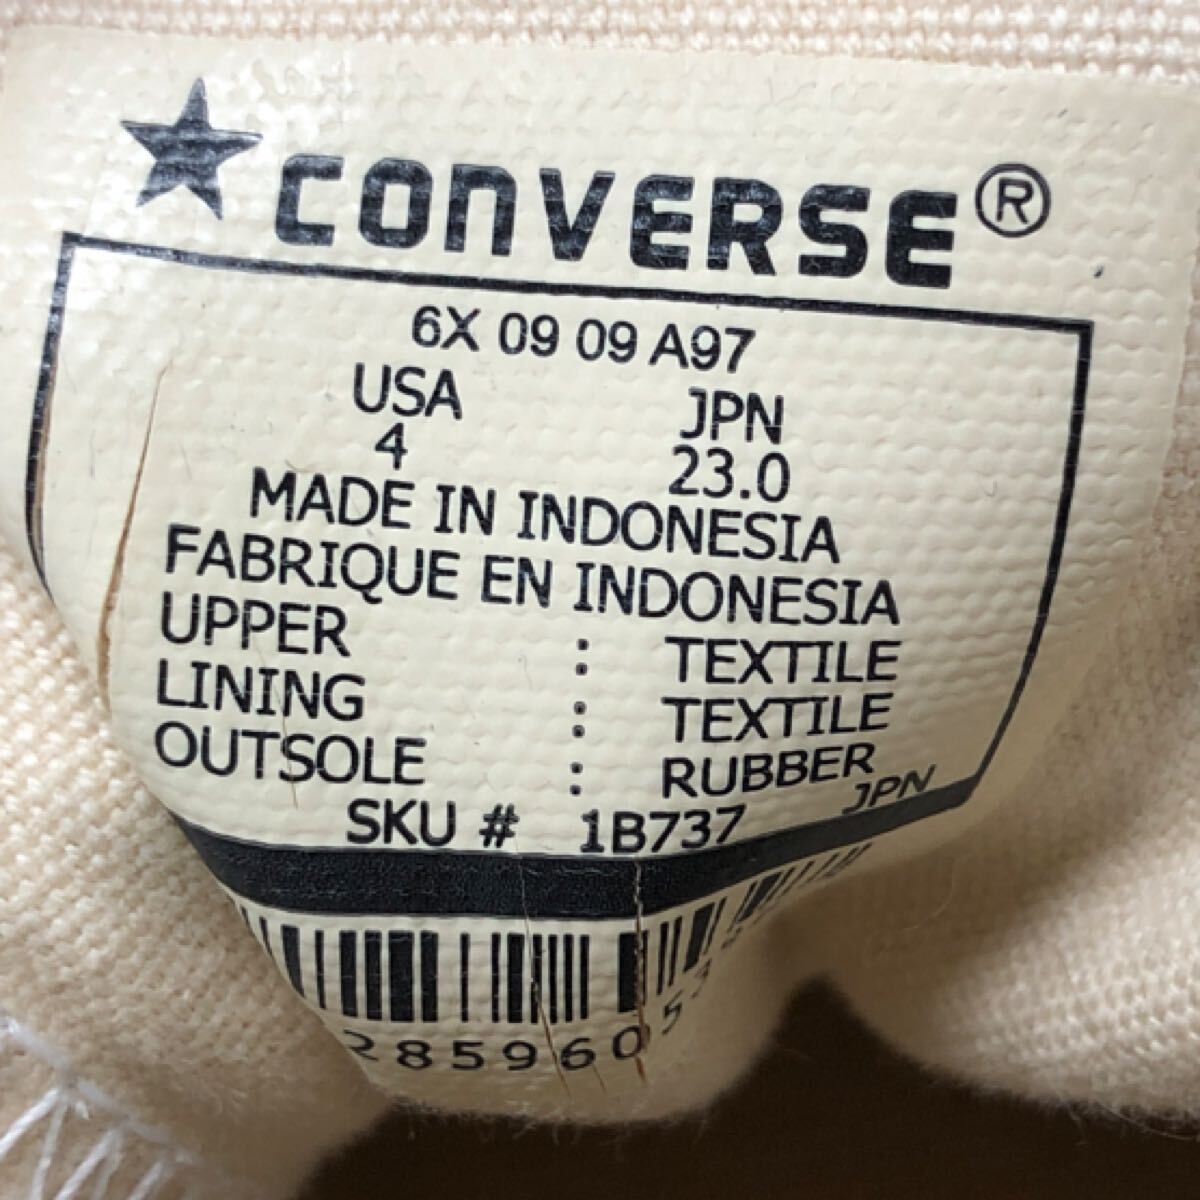 CONVERSE®
6X 09 09 A97
USA JPN
4 23.0
MADE IN INDONESIA
FABRIQUE EN INDONESIA
UPPER : TEXTILE
LINING : TEXTILE
OUTSOLE : RUBBER
SKU # 1B737 JPN
2859605